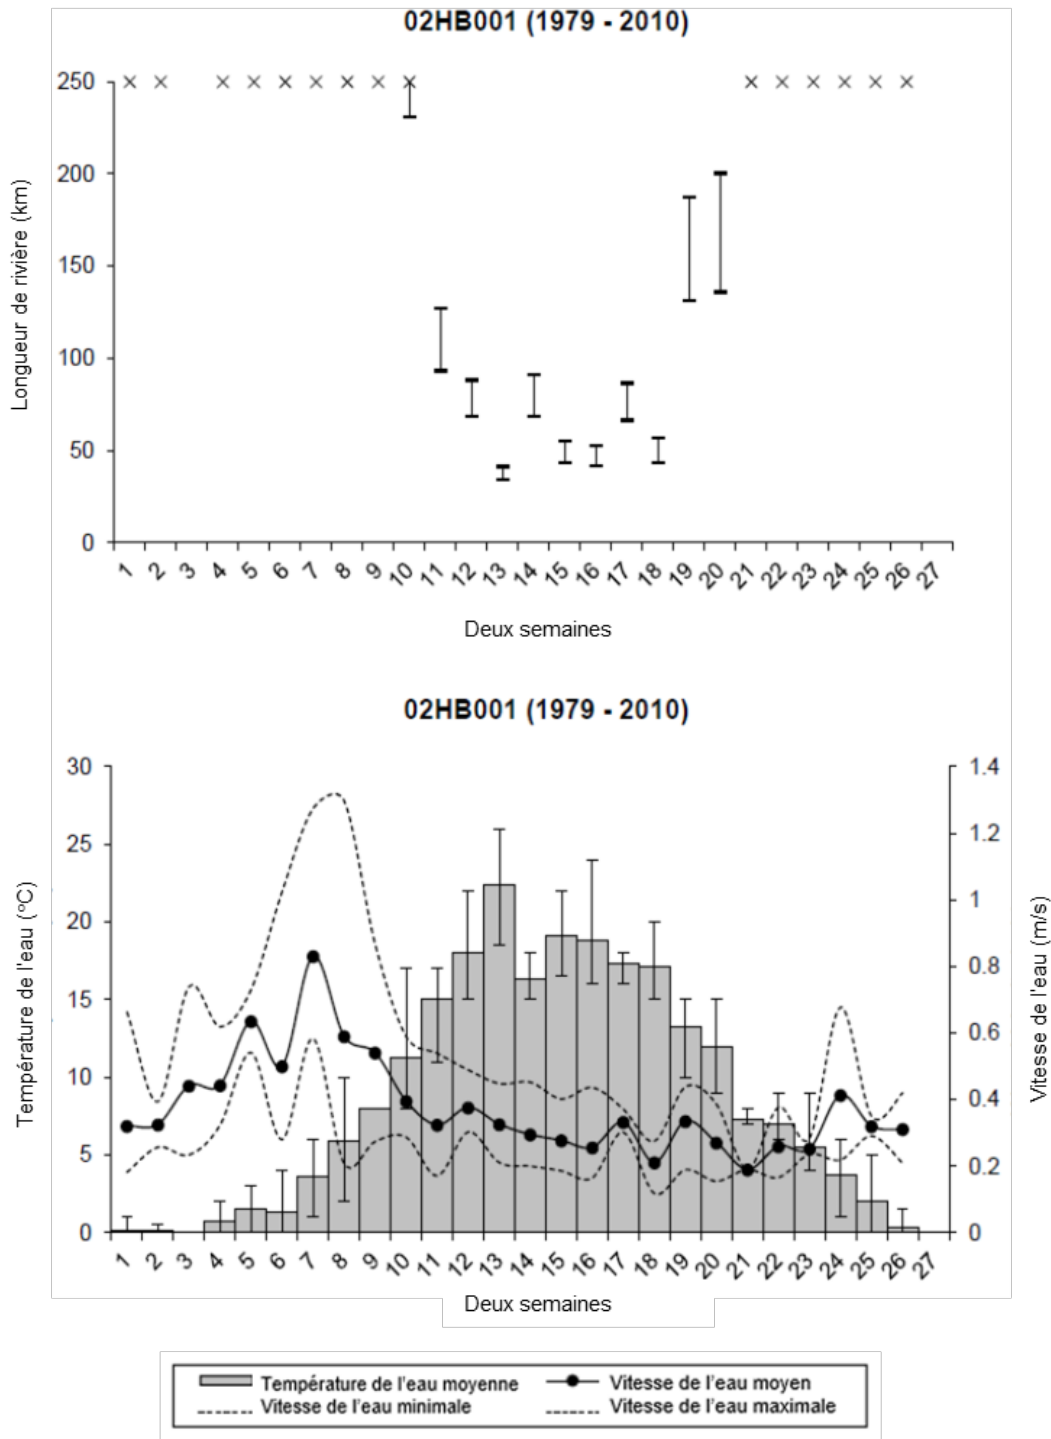 02HB001 (1979 - 2010)
Longueur de rivière (km)
250
200
150
100
50
0
1 2 3 4 5 6 7 8 9 10 11 12 13 14 15 16 17 18 19 20 21 22 23 24 25 26 27
Deux semaines
02HB001 (1979 - 2010)
Température de l'eau (°C)
30
25
20
15
10
5
0
1.4
1.2
1
0.8
0.6
0.4
0.2
0
Vitesse de l'eau (m/s)
1 2 3 4 5 6 7 8 9 10 11 12 13 14 15 16 17 18 19 20 21 22 23 24 25 26 27
Deux semaines
Température de l'eau moyenne Vitesse de l'eau moyen
Vitesse de l'eau minimale Vitesse de l'eau maximale